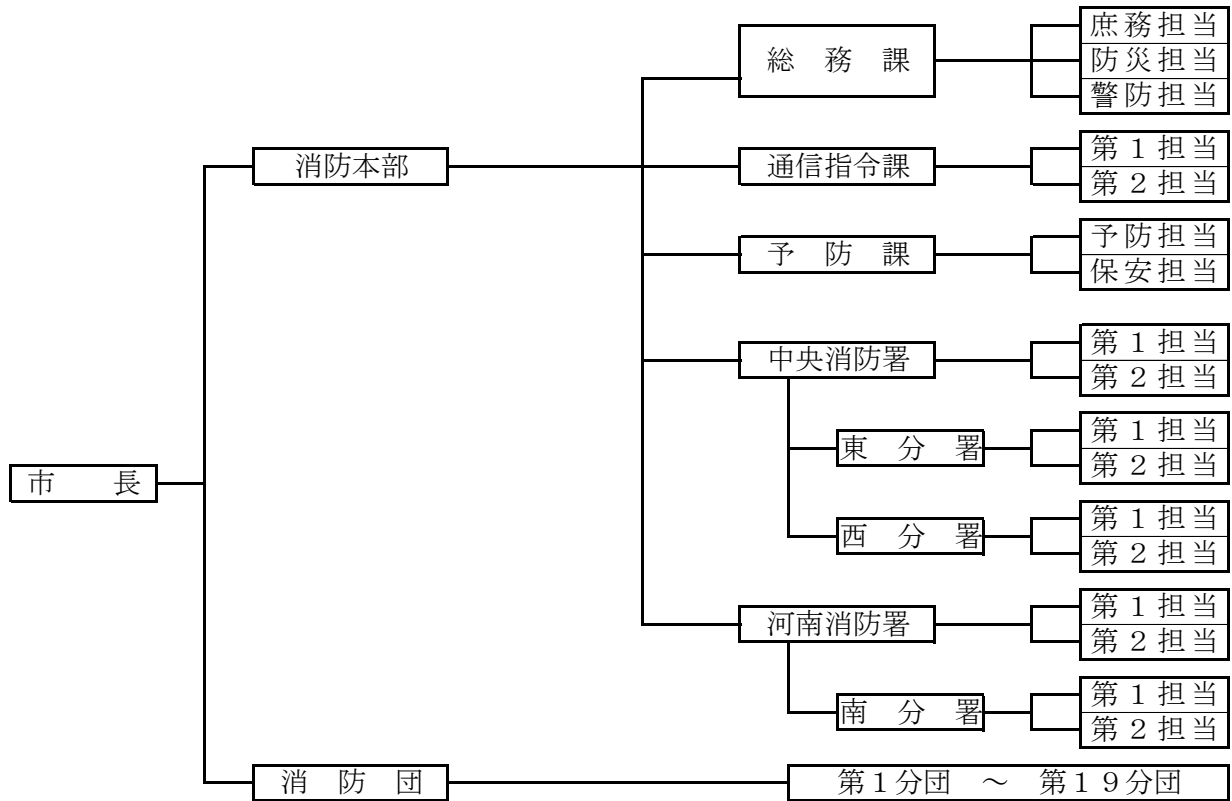 庶務担当
総　務　課
防災担当
警防担当
第１担当
消防本部
通信指令課
第２担当
予防担当
予　防　課
保安担当
第１担当
中央消防署
第２担当
第１担当
東　分　署
第２担当
市　　長
第１担当
西　分　署
第２担当
第１担当
河南消防署
第２担当
第１担当
南　分　署
第２担当
消　防　団
第１分団　～　第１９分団